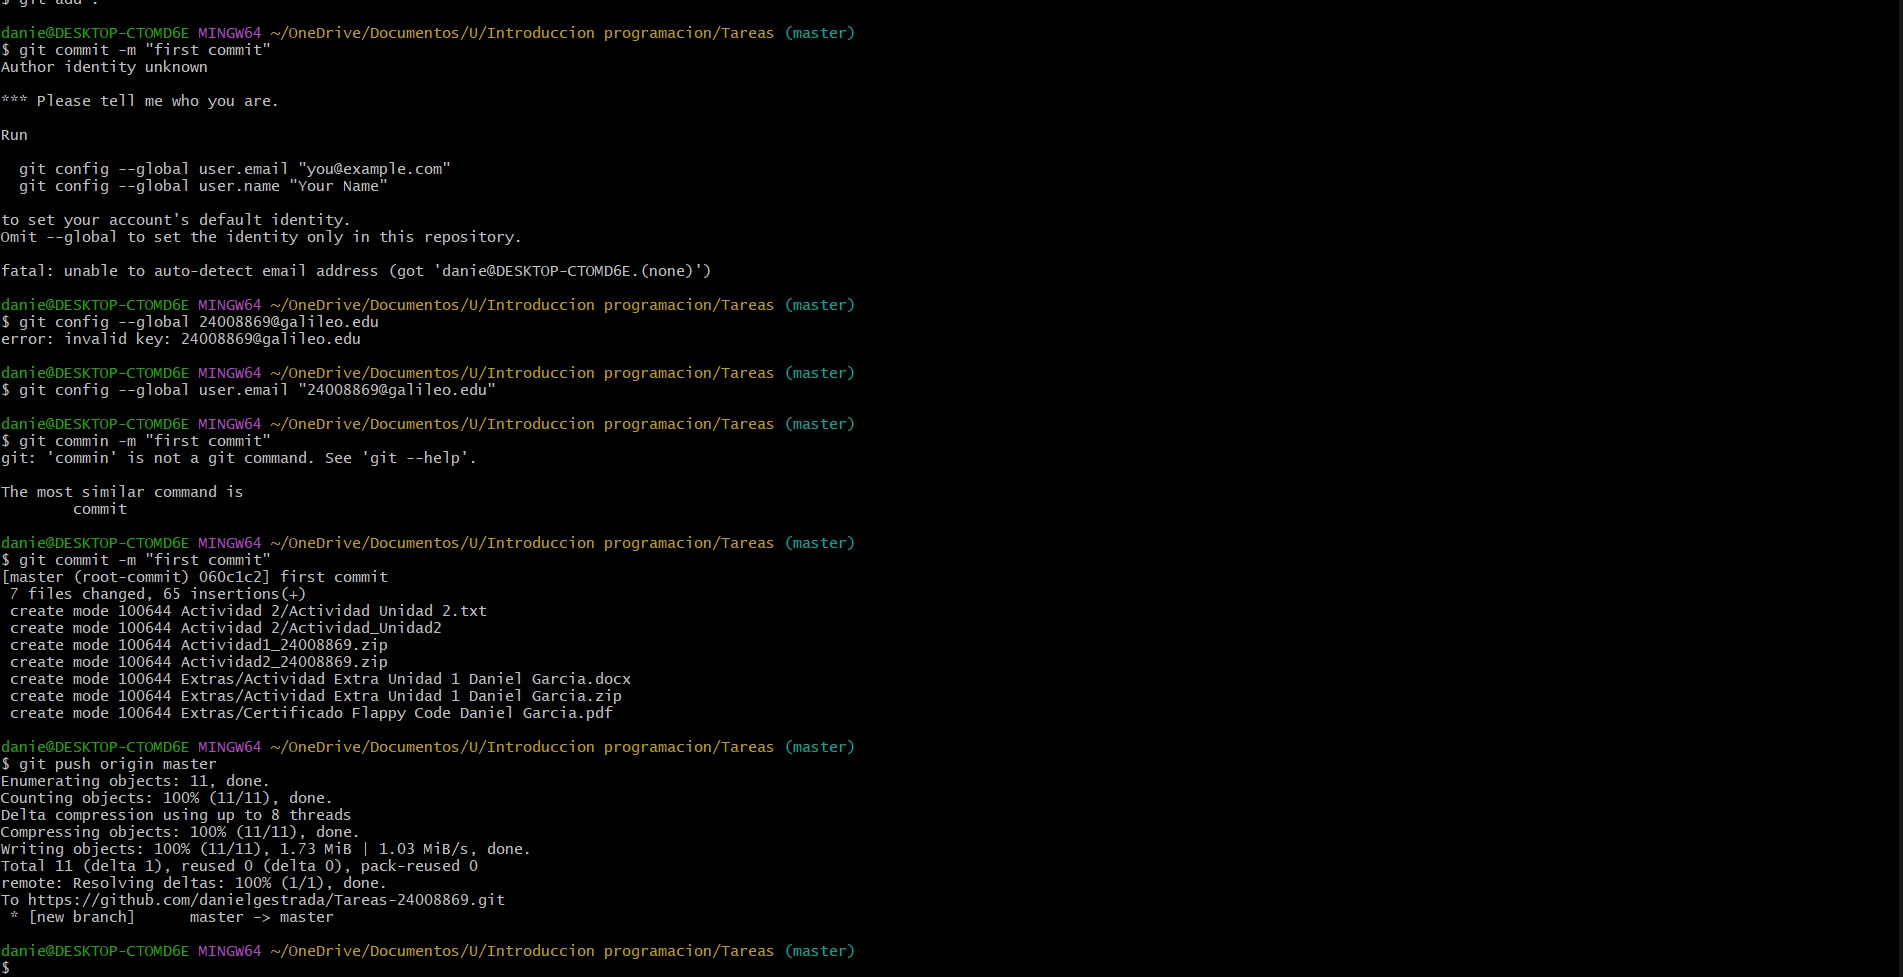 $ git add .
danie@DESKTOP-CTOMD6E MINGW64 ~/OneDrive/Documentos/U/Introduccion programacion/Tareas (master)
$ git commit -m "first commit"
Author identity unknown
*** Please tell me who you are.
Run
  git config --global user.email "you@example.com"
  git config --global user.name "Your Name"
to set your account's default identity.
Omit --global to set the identity only in this repository.
fatal: unable to auto-detect email address (got 'danie@DESKTOP-CTOMD6E.(none)')
danie@DESKTOP-CTOMD6E MINGW64 ~/OneDrive/Documentos/U/Introduccion programacion/Tareas (master)
$ git config --global 24008869@galileo.edu
error: invalid key: 24008869@galileo.edu
danie@DESKTOP-CTOMD6E MINGW64 ~/OneDrive/Documentos/U/Introduccion programacion/Tareas (master)
$ git config --global user.email "24008869@galileo.edu"
danie@DESKTOP-CTOMD6E MINGW64 ~/OneDrive/Documentos/U/Introduccion programacion/Tareas (master)
$ git commin -m "first commit"
git: 'commin' is not a git command. See 'git --help'.
The most similar command is
        commit
danie@DESKTOP-CTOMD6E MINGW64 ~/OneDrive/Documentos/U/Introduccion programacion/Tareas (master)
$ git commit -m "first commit"
[master (root-commit) 060c1c2] first commit
 7 files changed, 65 insertions(+)
 create mode 100644 Actividad 2/Actividad Unidad 2.txt
 create mode 100644 Actividad 2/Actividad_Unidad2
 create mode 100644 Actividad1_24008869.zip
 create mode 100644 Actividad2_24008869.zip
 create mode 100644 Extras/Actividad Extra Unidad 1 Daniel Garcia.docx
 create mode 100644 Extras/Actividad Extra Unidad 1 Daniel Garcia.zip
 create mode 100644 Extras/Certificado Flappy Code Daniel Garcia.pdf
danie@DESKTOP-CTOMD6E MINGW64 ~/OneDrive/Documentos/U/Introduccion programacion/Tareas (master)
$ git push origin master
Enumerating objects: 11, done.
Counting objects: 100% (11/11), done.
Delta compression using up to 8 threads
Compressing objects: 100% (11/11), done.
Writing objects: 100% (11/11), 1.73 MiB | 1.03 MiB/s, done.
Total 11 (delta 1), reused 0 (delta 0), pack-reused 0
remote: Resolving deltas: 100% (1/1), done.
To https://github.com/danielgestrada/Tareas-24008869.git
 * [new branch]      master -> master
danie@DESKTOP-CTOMD6E MINGW64 ~/OneDrive/Documentos/U/Introduccion programacion/Tareas (master)
$